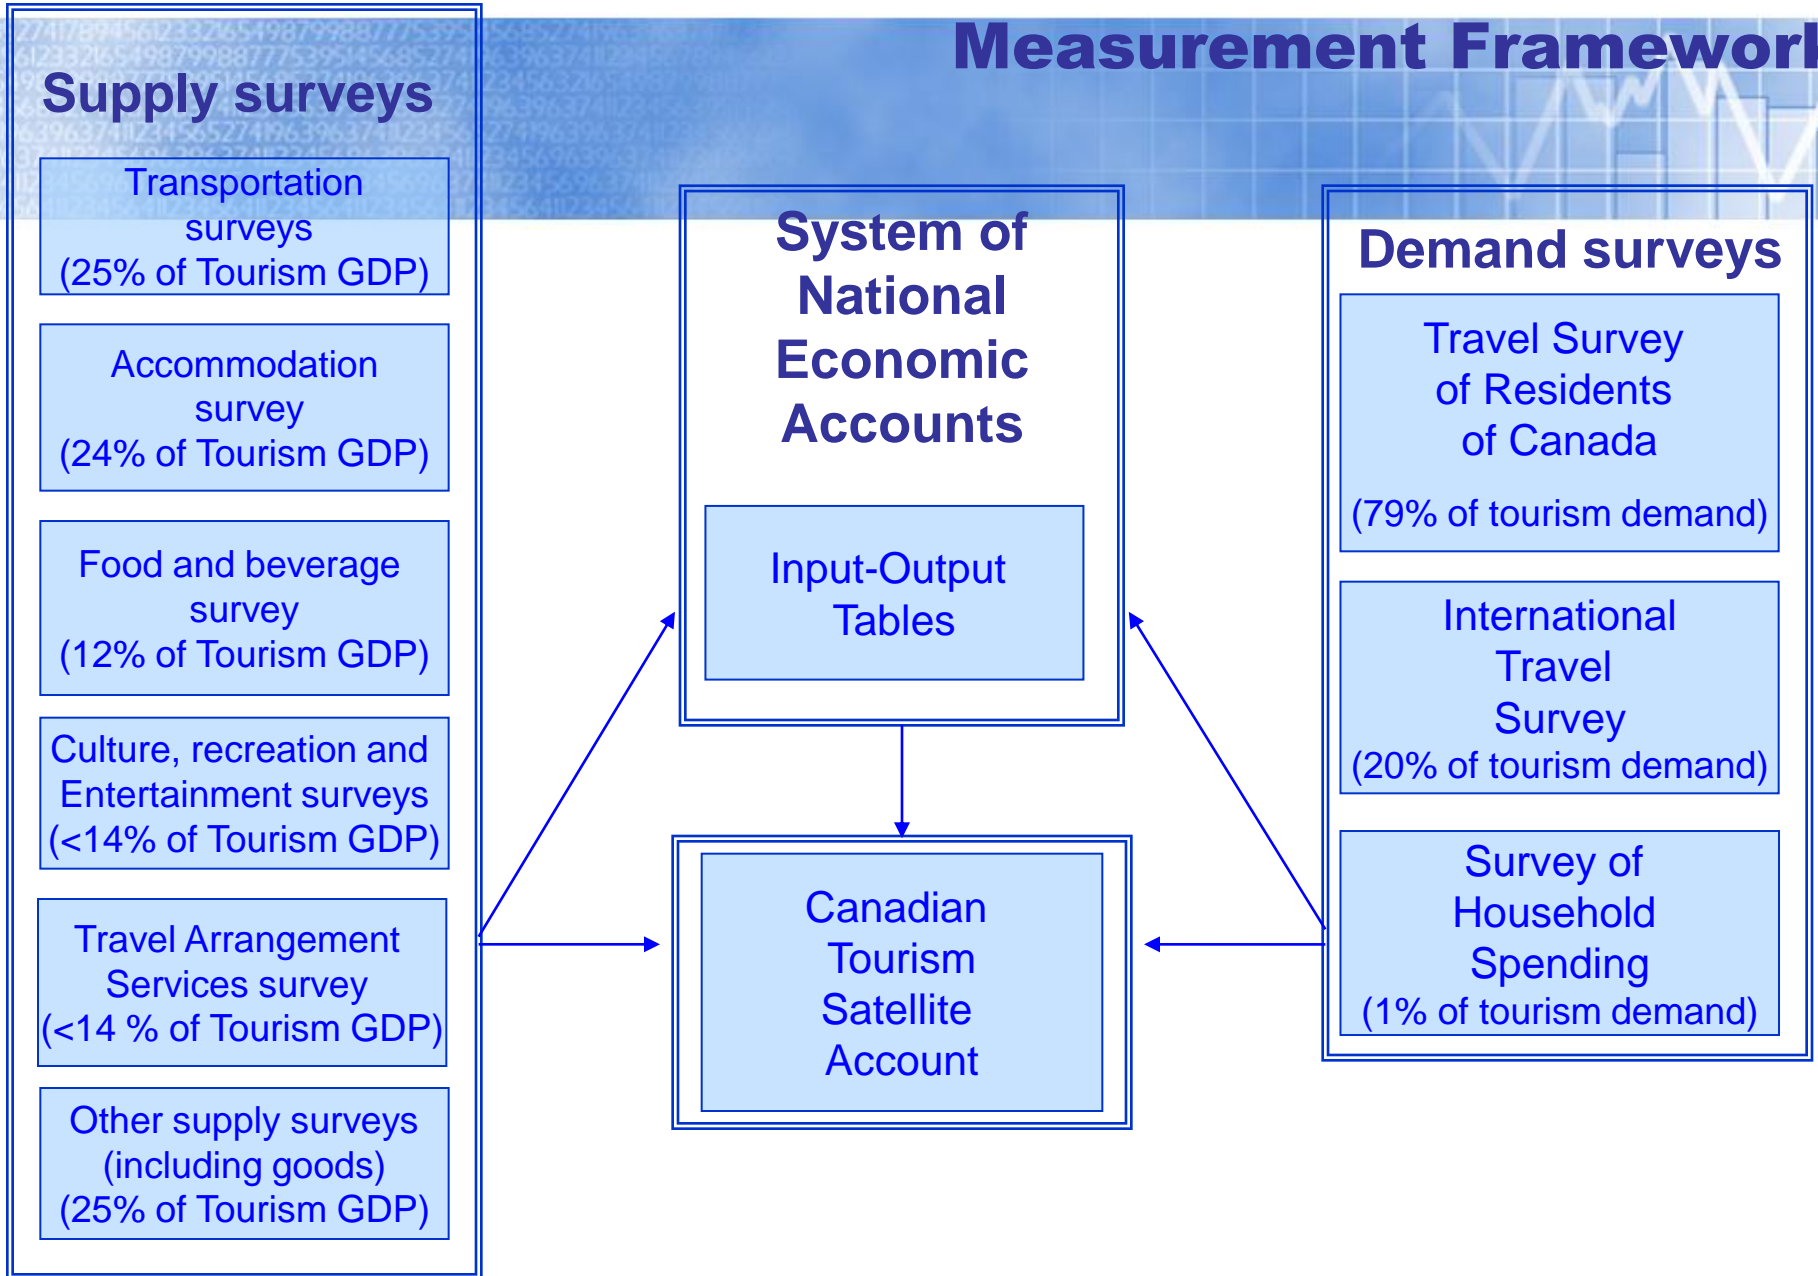 Measurement Framework
Supply surveys
Transportation
surveys
(25% of Tourism GDP)
Accommodation
survey
(24% of Tourism GDP)
Food and beverage
survey
(12% of Tourism GDP)
Culture, recreation and
Entertainment surveys
(<14% of Tourism GDP)
Travel Arrangement
Services survey
(<14 % of Tourism GDP)
Other supply surveys
(including goods)
(25% of Tourism GDP)
System of
National
Economic
Accounts
Input-Output
Tables
Canadian
Tourism
Satellite
Account
Demand surveys
Travel Survey
of Residents
of Canada
(79% of tourism demand)
International
Travel
Survey
(20% of tourism demand)
Survey of
Household
Spending
(1% of tourism demand)